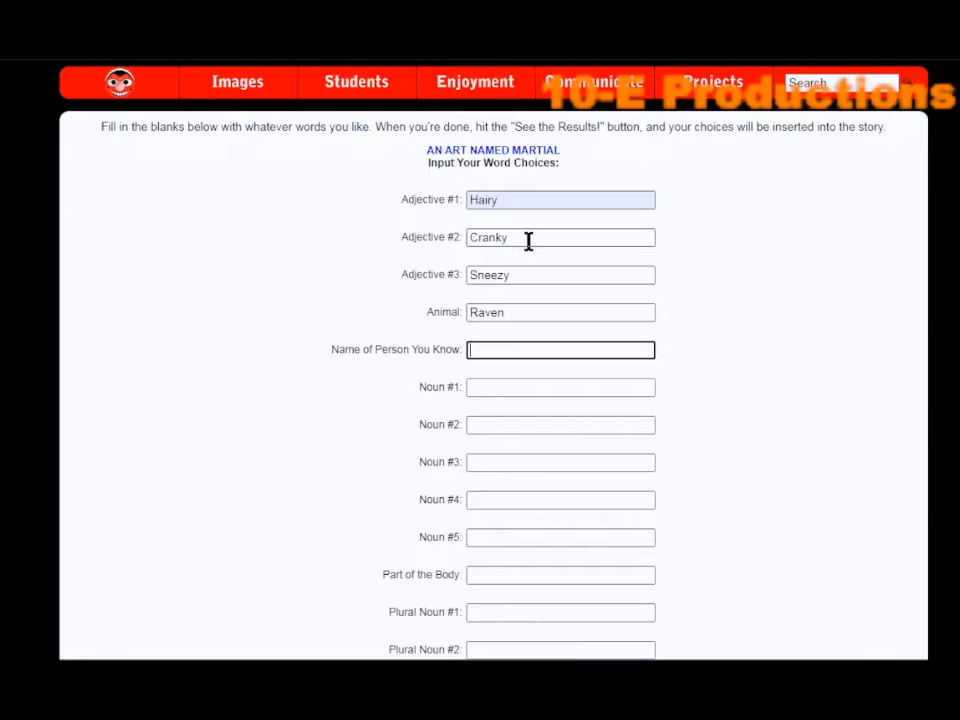 Images
Students
Enjoyment
Communicate
Projects
Search
10-E Productions
Fill in the blanks below with whatever words you like. When you're done, hit the "See the Results!" button, and your choices will be inserted into the story.
AN ART NAMED MARTIAL
Input Your Word Choices:
Adjective #1: Hairy
Adjective #2: Cranky
Adjective #3: Sneezy
Animal: Raven
Name of Person You Know:
Noun #1:
Noun #2:
Noun #3:
Noun #4:
Noun #5:
Part of the Body:
Plural Noun #1:
Plural Noun #2: